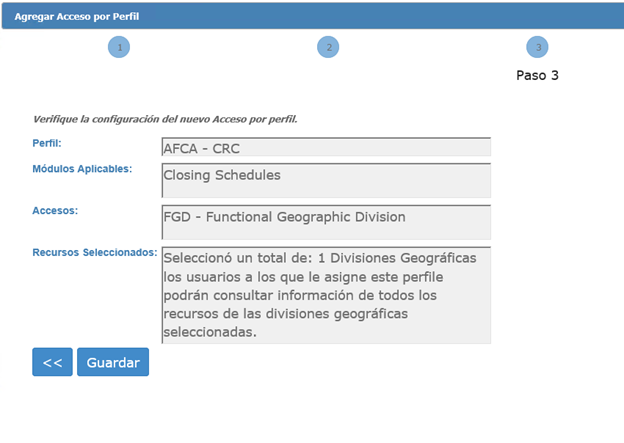 Agregar Acceso por Perfil
1
2
3
Paso 3
Verifique la configuración del nuevo Acceso por perfil.
Perfil:
AFCA - CRC
Módulos Aplicables:
Closing Schedules
Accesos:
FGD - Functional Geographic Division
Recursos Seleccionados:
Seleccionó un total de: 1 Divisiones Geográficas
los usuarios a los que le asigne este perfile
podrán consultar información de todos los
recursos de las divisiones geográficas
seleccionadas.
<<
Guardar